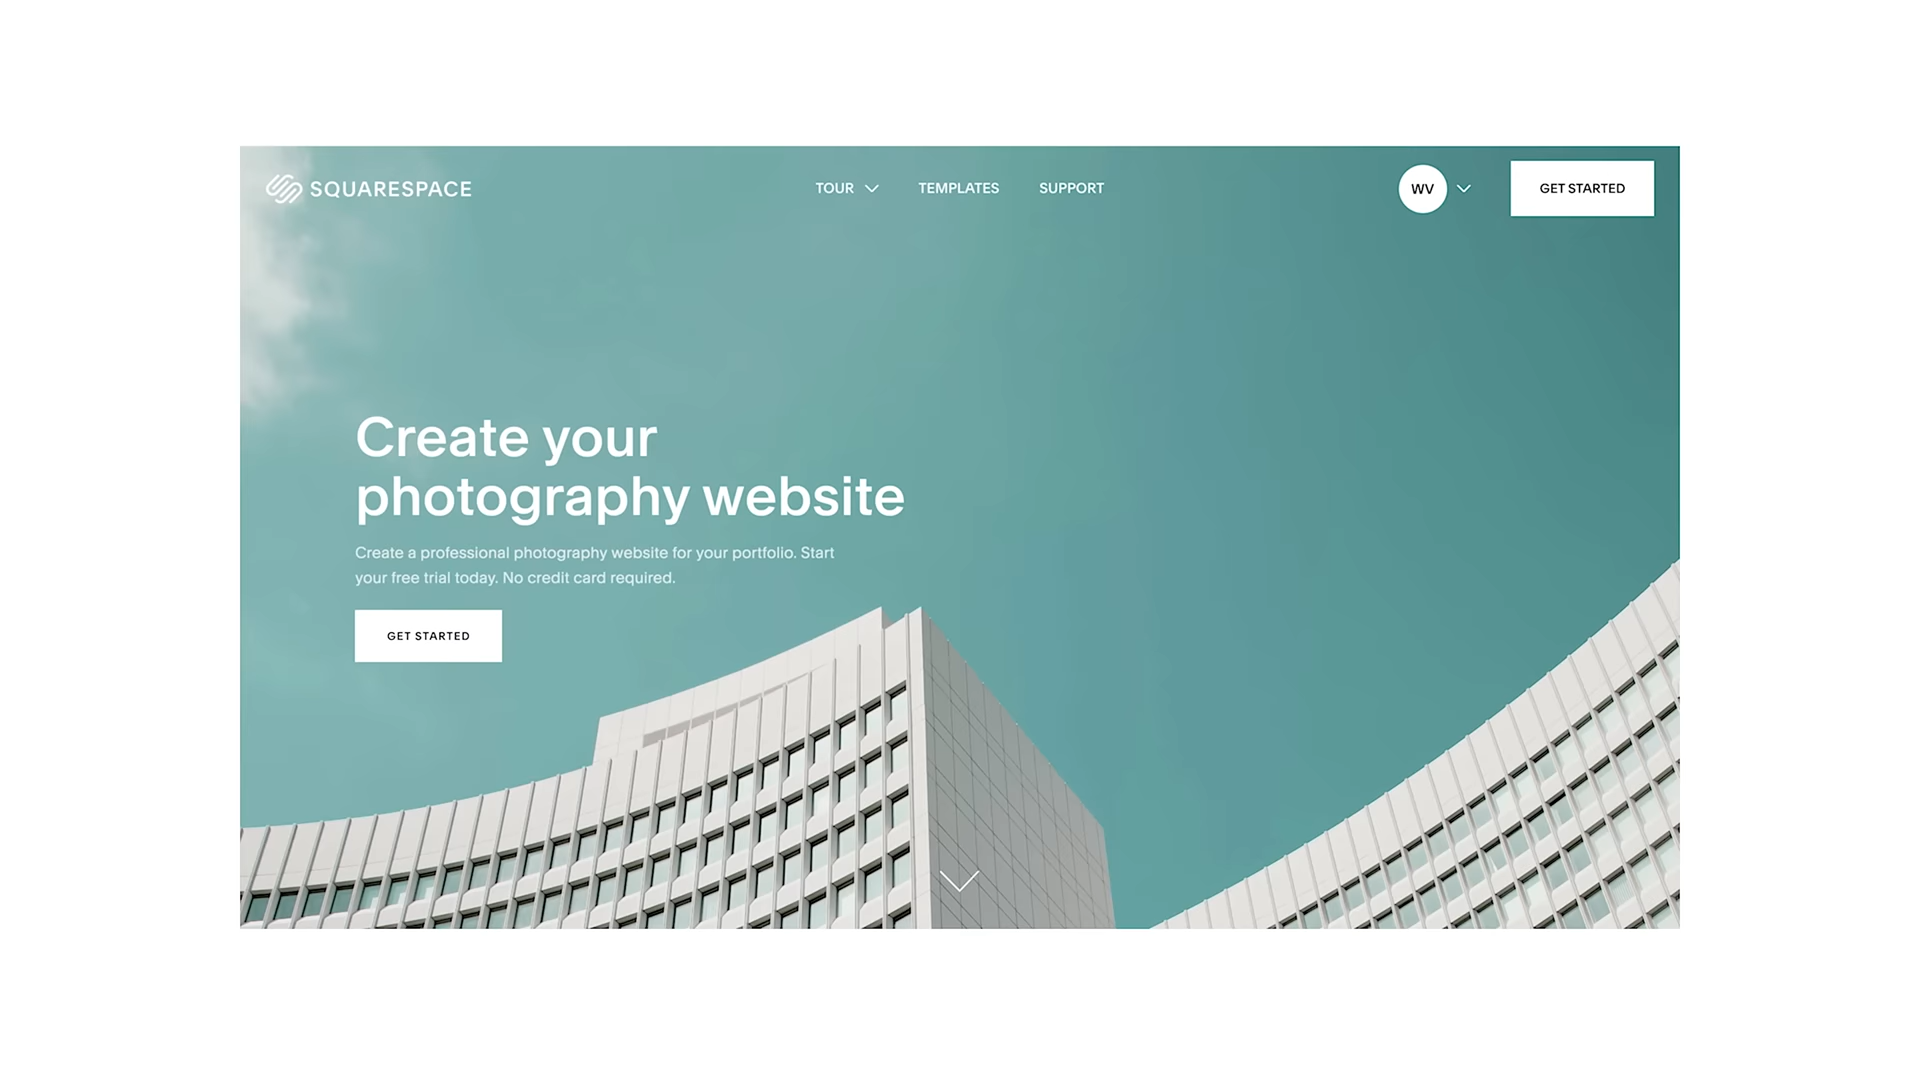 SQUARESPACE
TOUR
TEMPLATES
SUPPORT
WV
GET STARTED
Create your
photography website
Create a professional photography website for your portfolio. Start
your free trial today. No credit card required.
GET STARTED